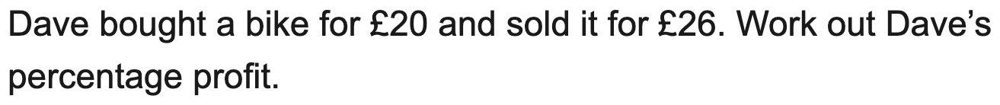 Dave bought a bike for £20 and sold it for £26. Work out Dave’s
percentage profit.